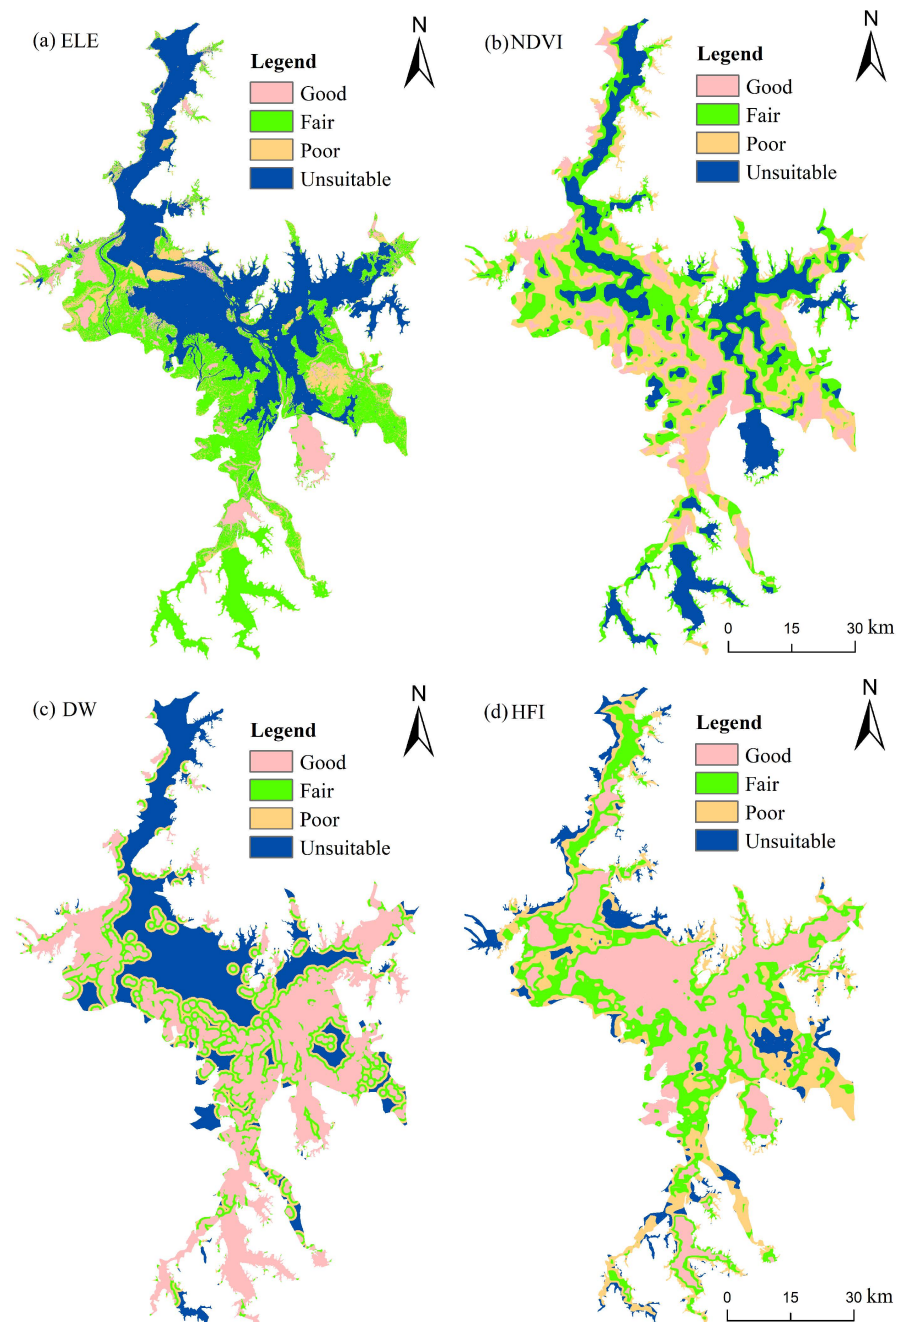 (a) ELE
N
Legend
Good
Fair
Poor
Unsuitable
(b) NDVI
N
Legend
Good
Fair
Poor
Unsuitable
0 15 30 km
(c) DW
N
Legend
Good
Fair
Poor
Unsuitable
(d) HFI
N
Legend
Good
Fair
Poor
Unsuitable
0 15 30 km